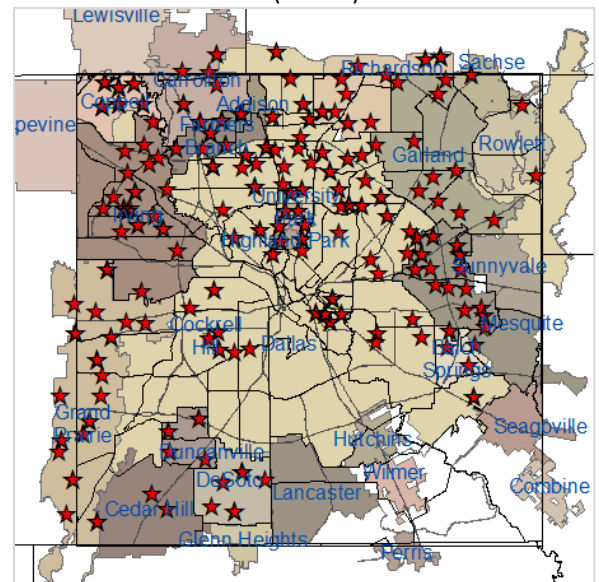 Lewisville
Richardson
Sachse
Carrollton
Coppell
Addison
pevine
Farmers
Branch
Garland
Rowlett
University
Park
Irving
Highland Park
Sunnyvale
Cockrell
Hill
Dallas
Mesquite
Balch
Springs
Grand
Prairie
Seagoville
Hutchins
Duncanville
DeSoto
Wilmer
Lancaster
Combine
Cedar Hill
Glenn Heights
Ferris